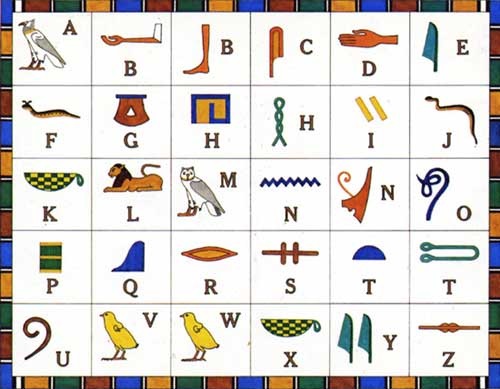 A B B C D E
F G H H I J
K L M N N O
P Q R S T T
U V W X Y Z